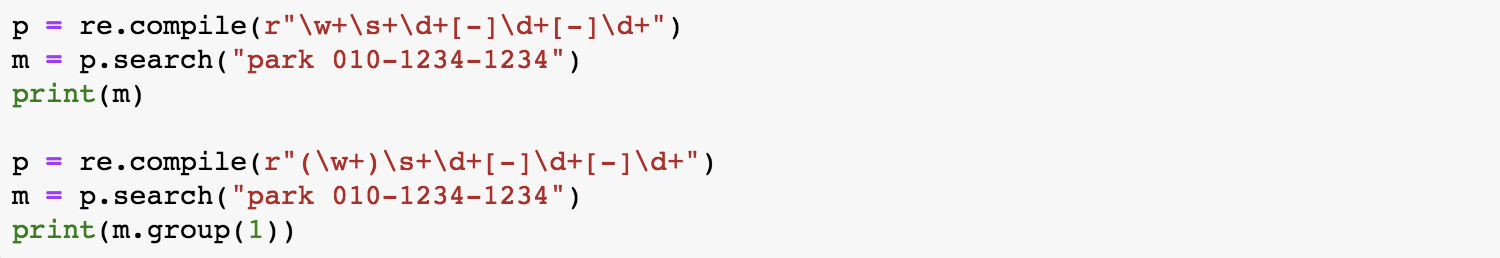 p = re.compile(r"\w+\s+\d+[-]\d+[-]\d+")
m = p.search("park 010-1234-1234")
print(m)

p = re.compile(r"(\w+)\s+\d+[-]\d+[-]\d+")
m = p.search("park 010-1234-1234")
print(m.group(1))